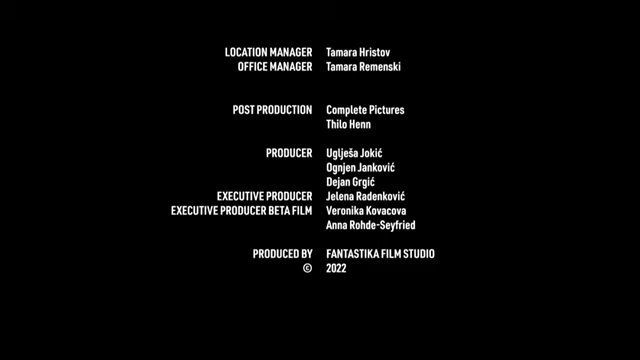 LOCATION MANAGER Tamara Hristov
OFFICE MANAGER Tamara Remenski
POST PRODUCTION Complete Pictures
Thilo Henn
PRODUCER Uglješa Jokić
Ognjen Janković
Dejan Grgić
EXECUTIVE PRODUCER Jelena Radenković
EXECUTIVE PRODUCER BETA FILM Veronika Kovacova
Anna Rohde-Seyfried
PRODUCED BY FANTASTIKA FILM STUDIO
© 2022